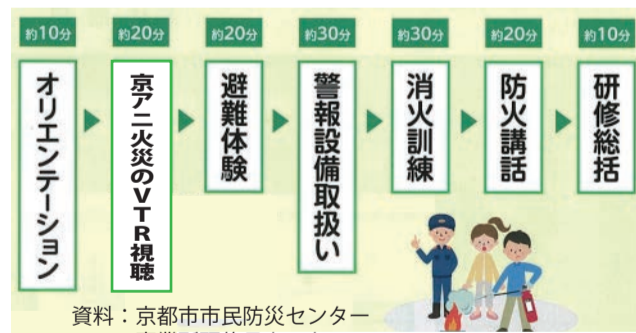 約10分
約20分
約20分
約30分
約30分
約20分
約10分
オリエンテーション
京アニ火災のVTR視聴
避難体験
警報設備取扱い
消火訓練
防火講話
研修総括
資料：京都市市民防災センター